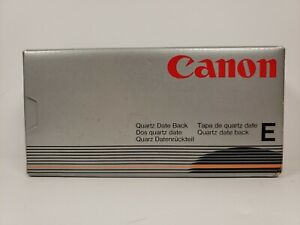 Canon
Quartz Date Back
Dos quartz date
Quarz Datenrückteil
Tapa de quartz date
Quartz date back
E